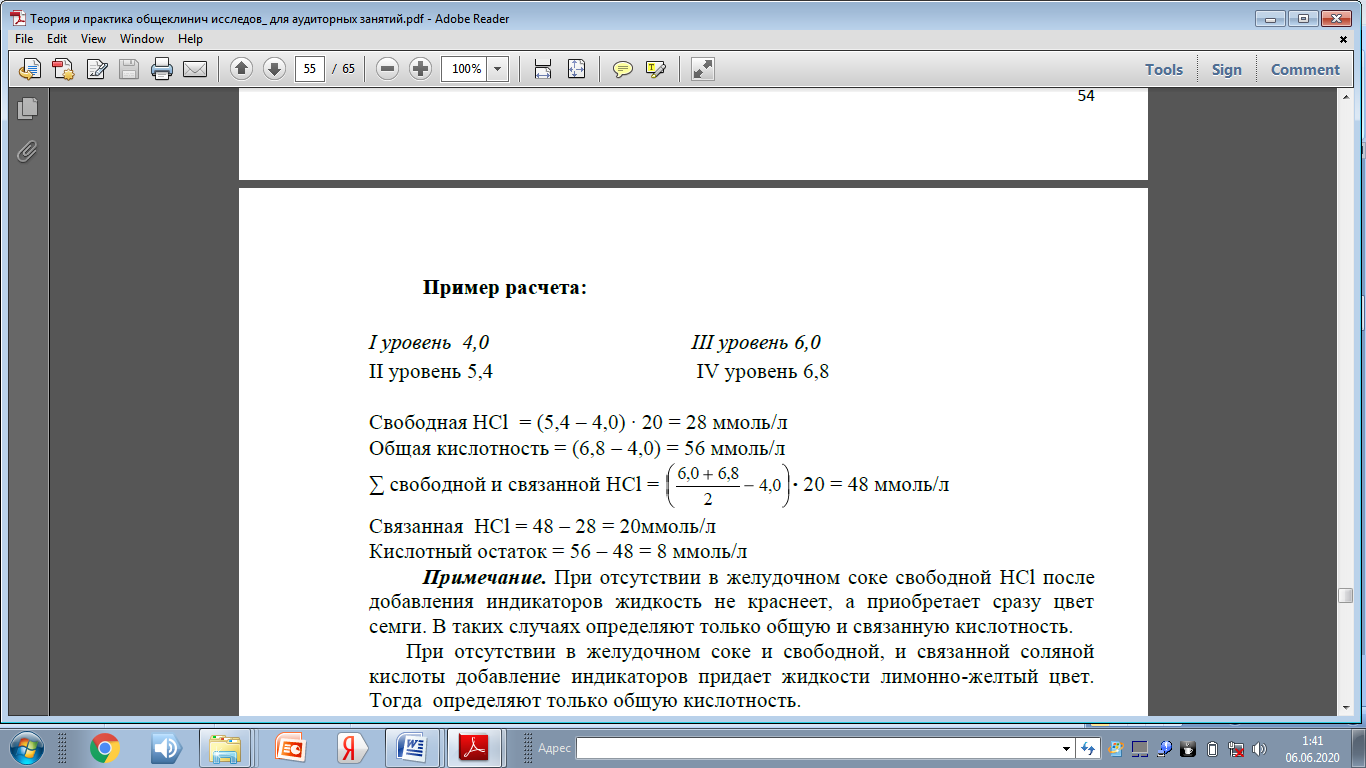 Теория и практика общеклинич исследов_ для аудиторных занятий.pdf - Adobe Reader
File Edit View Window Help
55 / 65 100% Tools Sign Comment
54
Пример расчета:
I уровень 4,0 III уровень 6,0
II уровень 5,4 IV уровень 6,8
Свободная HCl = (5,4 – 4,0) · 20 = 28 ммоль/л
Общая кислотность = (6,8 – 4,0) = 56 ммоль/л
∑ свободной и связанной HCl = ((6,0 + 6,8)/2 − 4,0) · 20 = 48 ммоль/л
Связанная HCl = 48 – 28 = 20ммоль/л
Кислотный остаток = 56 – 48 = 8 ммоль/л
Примечание. При отсутствии в желудочном соке свободной HCl после
добавления индикаторов жидкость не краснеет, а приобретает сразу цвет
семги. В таких случаях определяют только общую и связанную кислотность.
При отсутствии в желудочном соке и свободной, и связанной соляной
кислоты добавление индикаторов придает жидкости лимонно-желтый цвет.
Тогда определяют только общую кислотность.
Адрес
1:41
06.06.2020